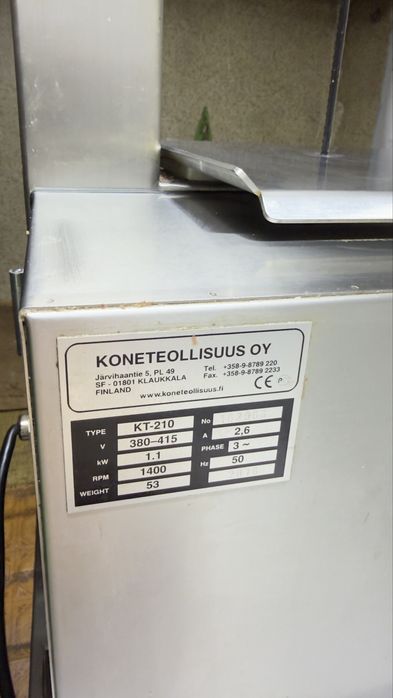 KONETEOLLISUUS OY
Järvihaantie 5, PL 49
SF - 01801 KLAUKKALA
FINLAND
Tel. +358-9-8789 220
Fax. +358-9-8789 2233
www.koneteollisuus.fi
CE
TYPE KT-210 No
V 380–415 A 2,6
kW 1.1 PHASE 3 ~
RPM 1400 Hz 50
WEIGHT 53